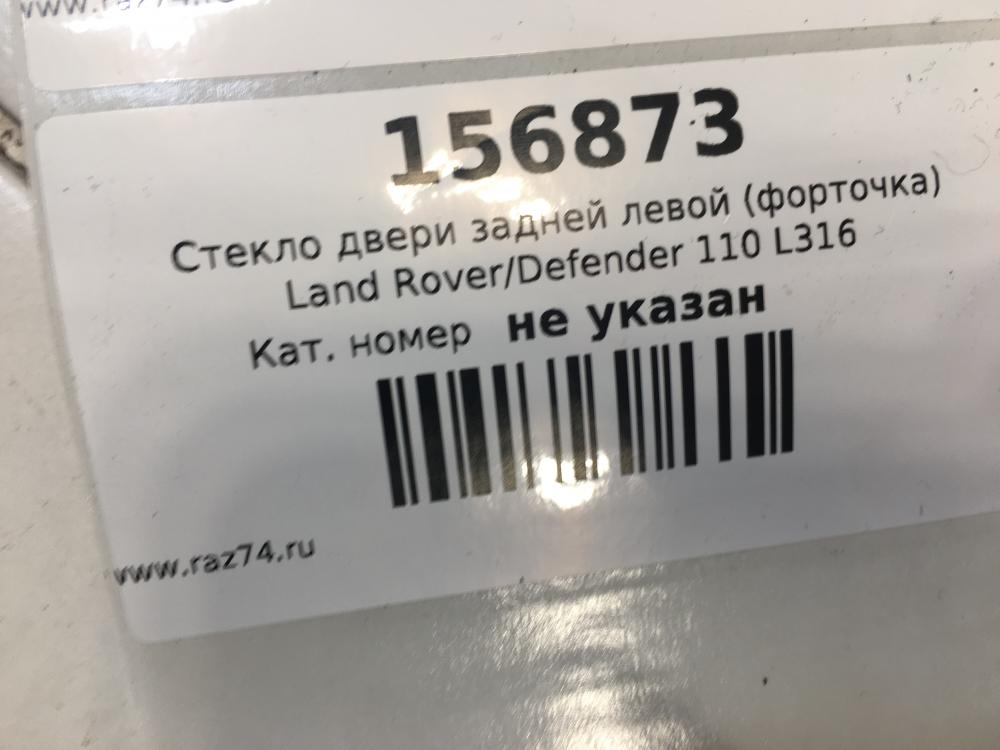 156873
Стекло двери задней левой (форточка)
Land Rover/Defender 110 L316
Кат. номер не указан
www.raz74.ru